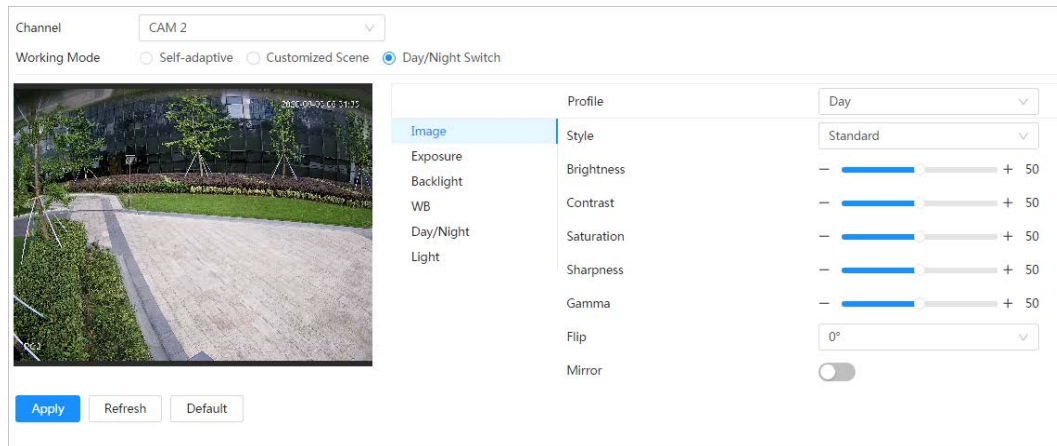 Channel CAM 2
Working Mode Self-adaptive Customized Scene Day/Night Switch
Profile Day
Image
Style Standard
Exposure
Brightness 50
Backlight
Contrast 50
WB
Saturation 50
Day/Night
Light
Sharpness 50
Gamma 50
Flip 0°
Mirror
Apply Refresh Default